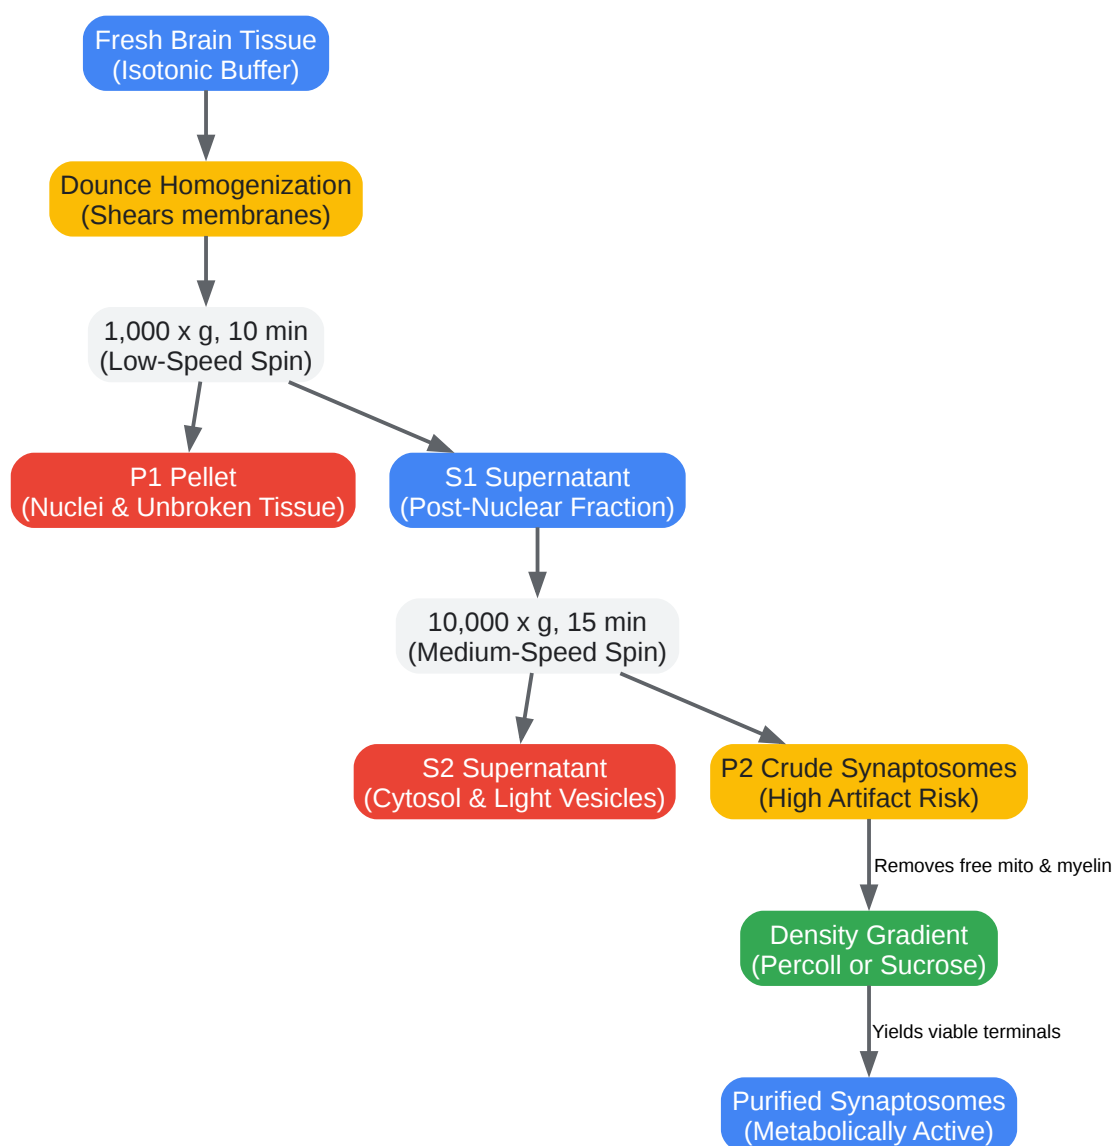 Fresh Brain Tissue
(Isotonic Buffer)
Dounce Homogenization
(Shears membranes)
1,000 x g, 10 min
(Low-Speed Spin)
P1 Pellet
(Nuclei & Unbroken Tissue)
S1 Supernatant
(Post-Nuclear Fraction)
10,000 x g, 15 min
(Medium-Speed Spin)
S2 Supernatant
(Cytosol & Light Vesicles)
P2 Crude Synaptosomes
(High Artifact Risk)
Removes free mito & myelin
Density Gradient
(Percoll or Sucrose)
Yields viable terminals
Purified Synaptosomes
(Metabolically Active)